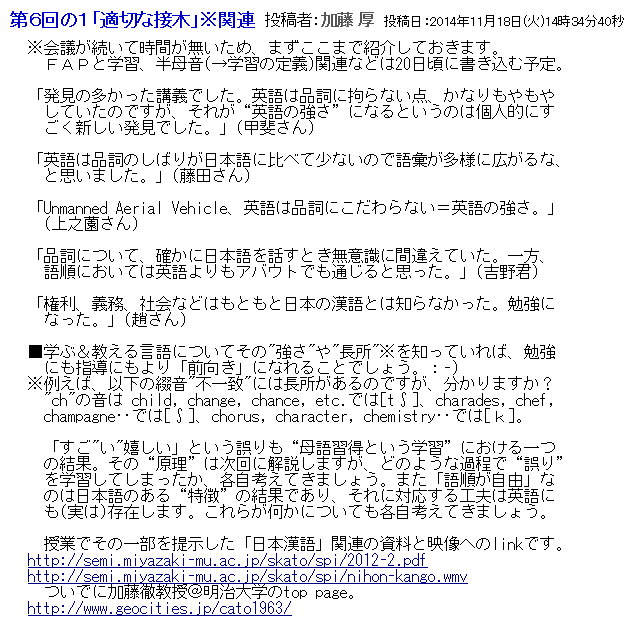 第6回の1「適切な接木」※関連 投稿者:加藤 厚 投稿日:2014年11月18日(火)14時34分40秒
※会議が続いて時間が無いため、まずここまで紹介しておきます。
ＦＡＰと学習、半母音(→学習の定義)関連などは20日頃に書き込む予定。
「発見の多かった講義でした。英語は品詞に拘らない点、かなりもやもや
していたのですが、それが“英語の強さ”になるというのは個人的にす
ごく新しい発見でした。」(甲斐さん)
「英語は品詞のしばりが日本語に比べて少ないので語彙が多様に広がるな、
と思いました。」(藤田さん)
「Unmanned Aerial Vehicle、英語は品詞にこだわらない＝英語の強さ。」
(上之薗さん)
「品詞について、確かに日本語を話すとき無意識に間違えていた。一方、
語順においては英語よりもアバウトでも通じると思った。」(吉野君)
「権利、義務、社会などはもともと日本の漢語とは知らなかった。勉強に
なった。」(趙さん)
■学ぶ＆教える言語についてその"強さ"や"長所"※を知っていれば、勉強
にも指導にもより「前向き」になれることでしょう。:-)
※例えば、以下の綴音"不一致"には長所があるのですが、分かりますか？
"ch"の音は child, change, chance, etc.では[t∫]、charades, chef,
champagne‥では[∫]、chorus, character, chemistry‥では[ｋ]。
「すご"い"嬉しい」という誤りも“母語習得という学習”における一つ
の結果。その“原理”は次回に解説しますが、どのような過程で“誤り”
を学習してしまったか、各自考えてきましょう。また「語順が自由」な
のは日本語のある“特徴”の結果であり、それに対応する工夫は英語に
も(実は)存在します。これらが何かについても各自考えてきましょう。
授業でその一部を提示した「日本漢語」関連の資料と映像へのlinkです。
http://semi.miyazaki-mu.ac.jp/skato/spi/2012-2.pdf
http://semi.miyazaki-mu.ac.jp/skato/spi/nihon-kango.wmv
ついでに加藤徹教授@明治大学のtop page。
http://www.geocities.jp/cato1963/